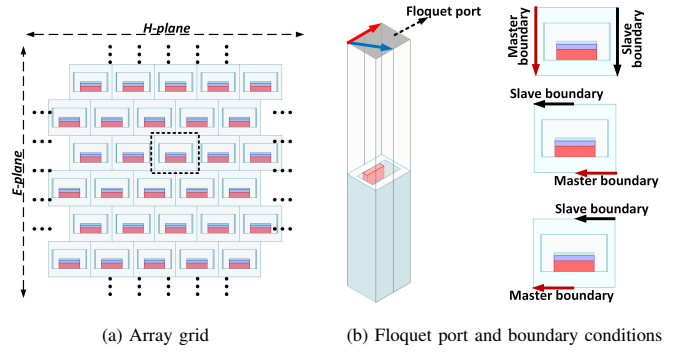 H-plane
E-plane
(a) Array grid
Floquet port
Master
boundary
Slave
boundary
Slave boundary
Master boundary
Slave boundary
Master boundary
(b) Floquet port and boundary conditions